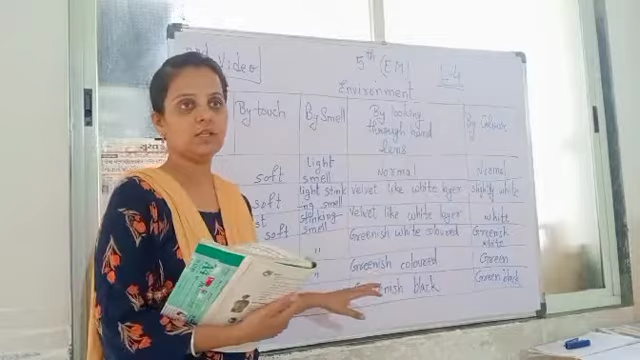 Video
5th (EM)
L-4
Environment
By touch By Smell By looking through hand lens By Colour
soft light smell Normal Normal
soft light stinking smell Velvet like white layer slightly white
soft stinking smell Velvet like white layer white
" Greenish white coloured Greenish white
" Greenish coloured Green
Greenish black Green black